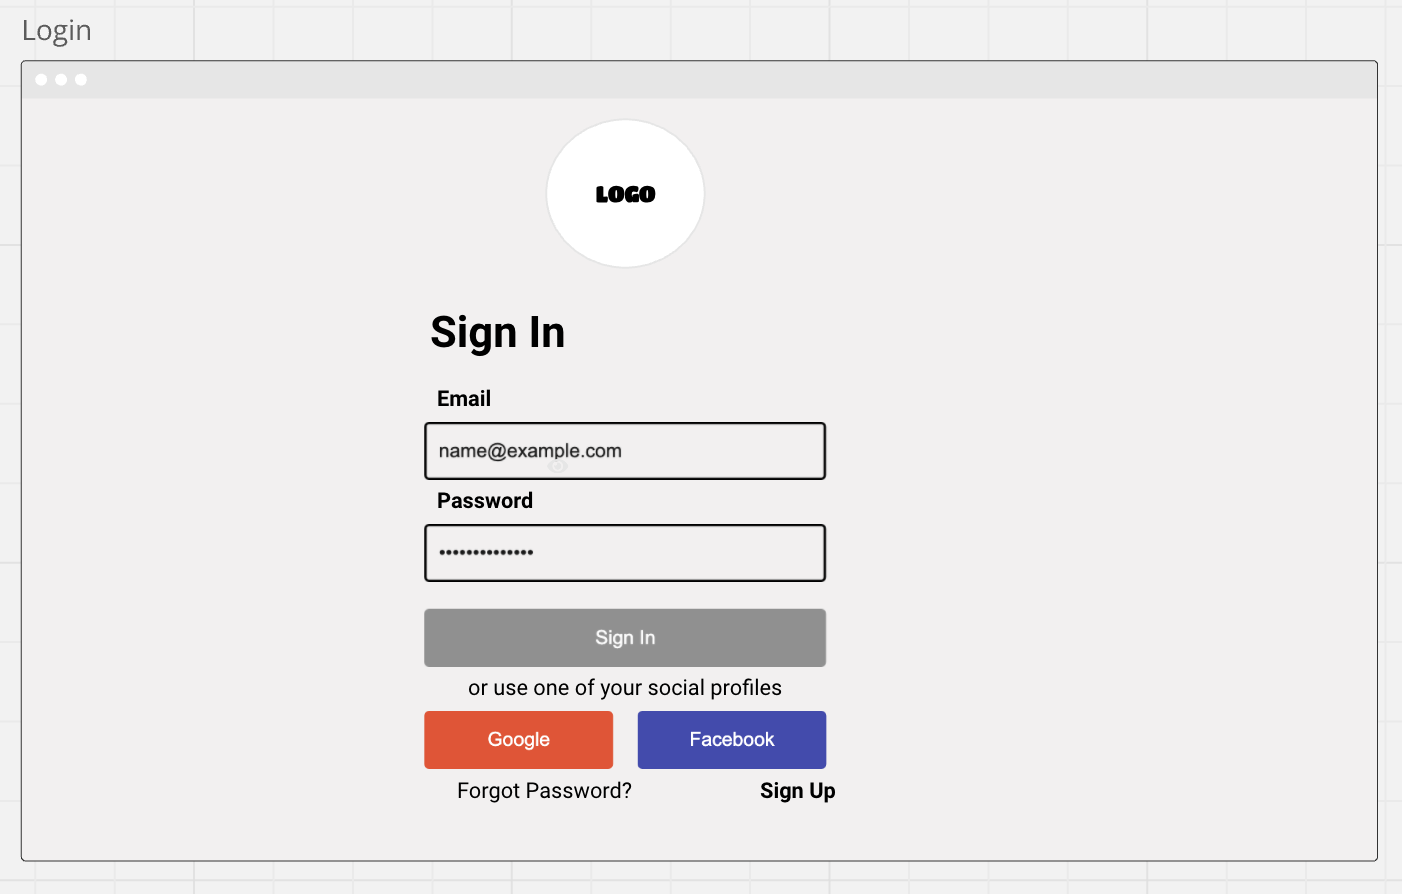 Login
LOGO
Sign In
Email
name@example.com
Password
••••••••••••••
Sign In
or use one of your social profiles
Google Facebook
Forgot Password? Sign Up